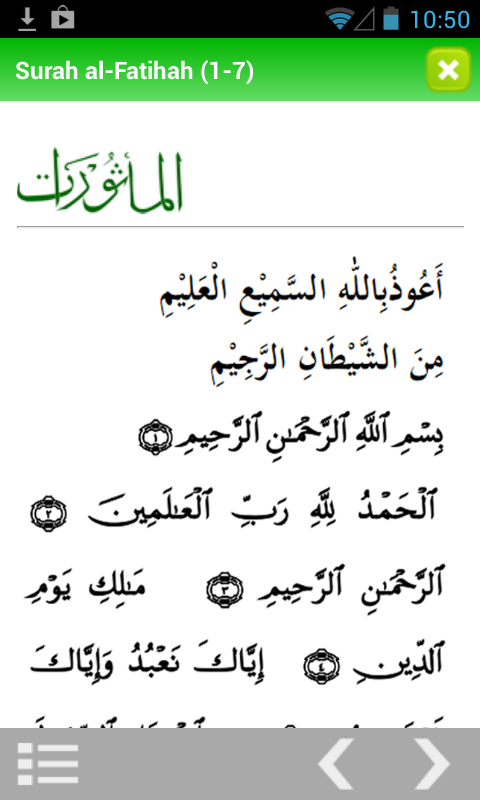 10:50
Surah al-Fatihah (1-7)
المأثورات
أَعُوذُبِاللّٰهِ السَّمِيْعِ الْعَلِيْمِ
مِنَ الشَّيْطَانِ الرَّجِيْمِ
بِسْمِ ٱللَّهِ ٱلرَّحْمَٰنِ ٱلرَّحِيمِ ١
ٱلْحَمْدُ لِلَّهِ رَبِّ ٱلْعَٰلَمِينَ ٢
ٱلرَّحْمَٰنِ ٱلرَّحِيمِ ٣ مَٰلِكِ يَوْمِ
ٱلدِّينِ ٤ إِيَّاكَ نَعْبُدُ وَإِيَّاكَ